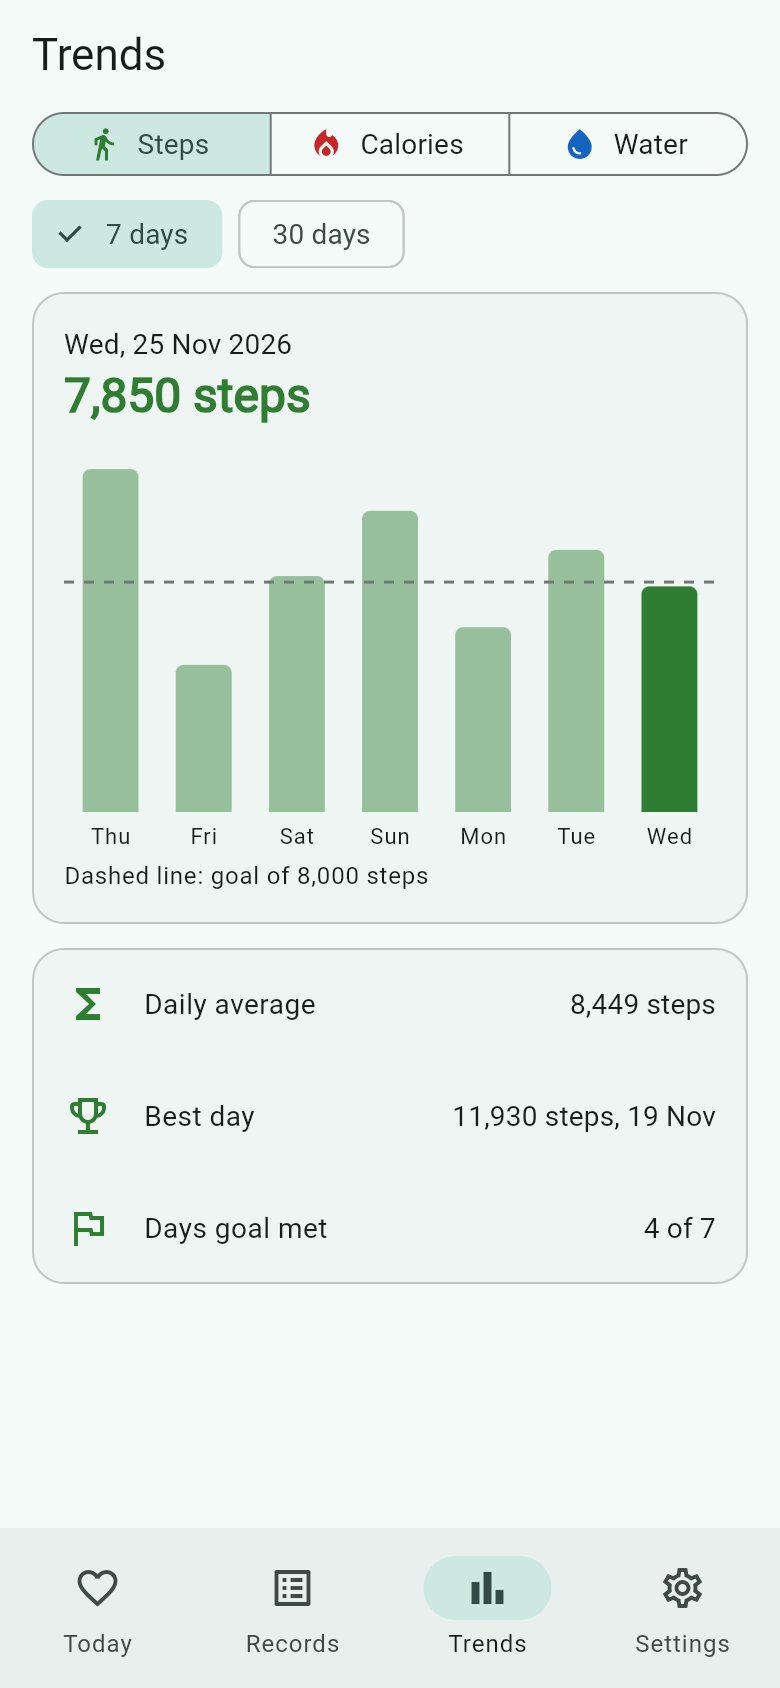 Trends
Steps
Calories
Water
7 days
30 days
Wed, 25 Nov 2026
7,850 steps
Thu Fri Sat Sun Mon Tue Wed
Dashed line: goal of 8,000 steps
Daily average 8,449 steps
Best day 11,930 steps, 19 Nov
Days goal met 4 of 7
Today Records Trends Settings